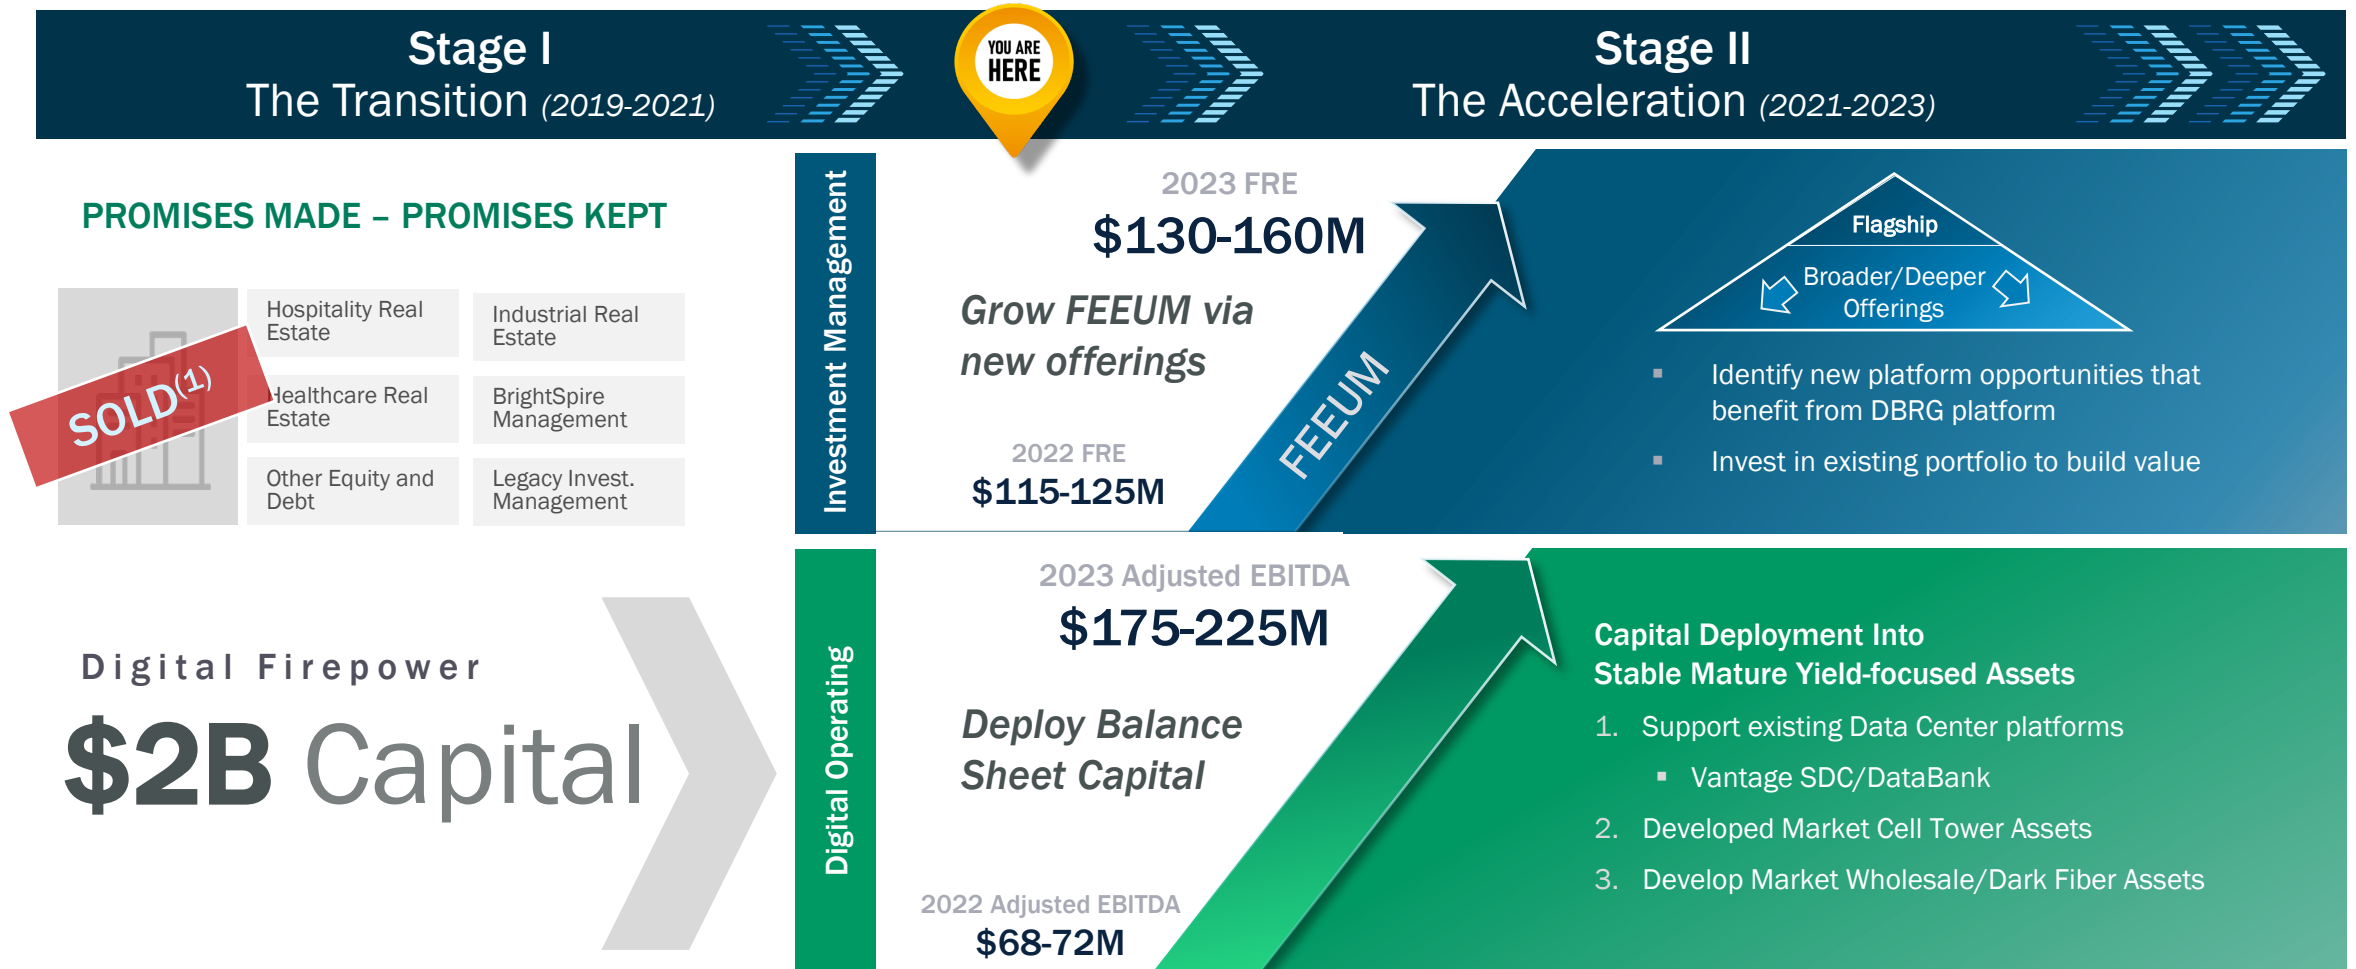 Stage I
The Transition (2019-2021)
YOU ARE
HERE
Stage II
The Acceleration (2021-2023)
PROMISES MADE – PROMISES KEPT
SOLD(1)
Hospitality Real
Estate
Industrial Real
Estate
Healthcare Real
Estate
BrightSpire
Management
Other Equity and
Debt
Legacy Invest.
Management
Digital Firepower
$2B Capital
Investment Management
2023 FRE
$130-160M
Grow FEEUM via
new offerings
2022 FRE
$115-125M
FEEUM
Flagship
Broader/Deeper
Offerings
▪ Identify new platform opportunities that
benefit from DBRG platform
▪ Invest in existing portfolio to build value
Digital Operating
2023 Adjusted EBITDA
$175-225M
Deploy Balance
Sheet Capital
2022 Adjusted EBITDA
$68-72M
Capital Deployment Into
Stable Mature Yield-focused Assets
1. Support existing Data Center platforms
▪ Vantage SDC/DataBank
2. Developed Market Cell Tower Assets
3. Develop Market Wholesale/Dark Fiber Assets